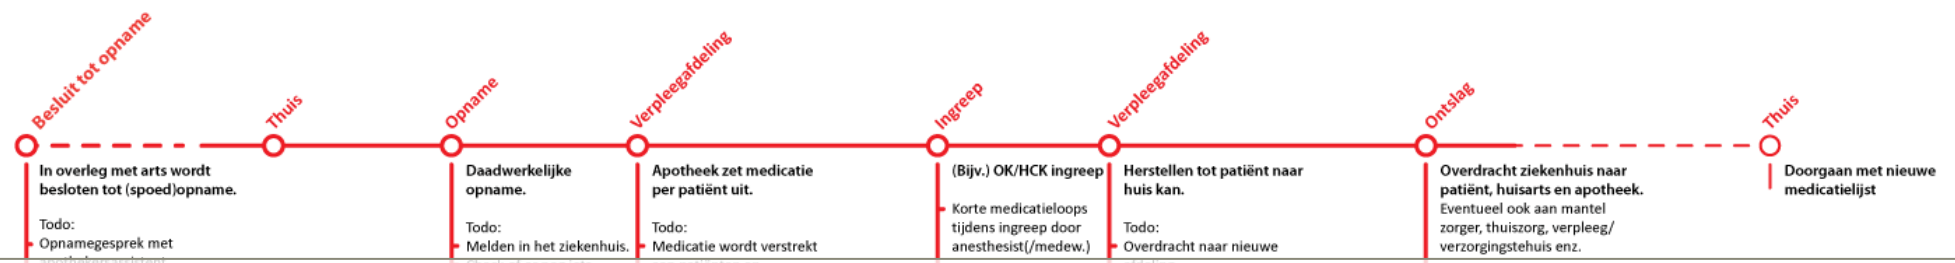 Besluit tot opname
Thuis
Opname
Verpleegafdeling
Ingreep
Verpleegafdeling
Ontslag
Thuis
In overleg met arts wordt
besloten tot (spoed)opname.
Todo:
Opnamegesprek met
apothekersassistent
Daadwerkelijke
opname.
Todo:
Melden in het ziekenhuis.
Apotheek zet medicatie
per patiënt uit.
Todo:
Medicatie wordt verstrekt
(Bijv.) OK/HCK ingreep
Korte medicatieloops
tijdens ingreep door
anesthesist(/medew.)
Herstellen tot patiënt naar
huis kan.
Todo:
Overdracht naar nieuwe
Overdracht ziekenhuis naar
patiënt, huisarts en apotheek.
Eventueel ook aan mantel
zorger, thuiszorg, verpleeg/
verzorgingstehuis enz.
Doorgaan met nieuwe
medicatielijst